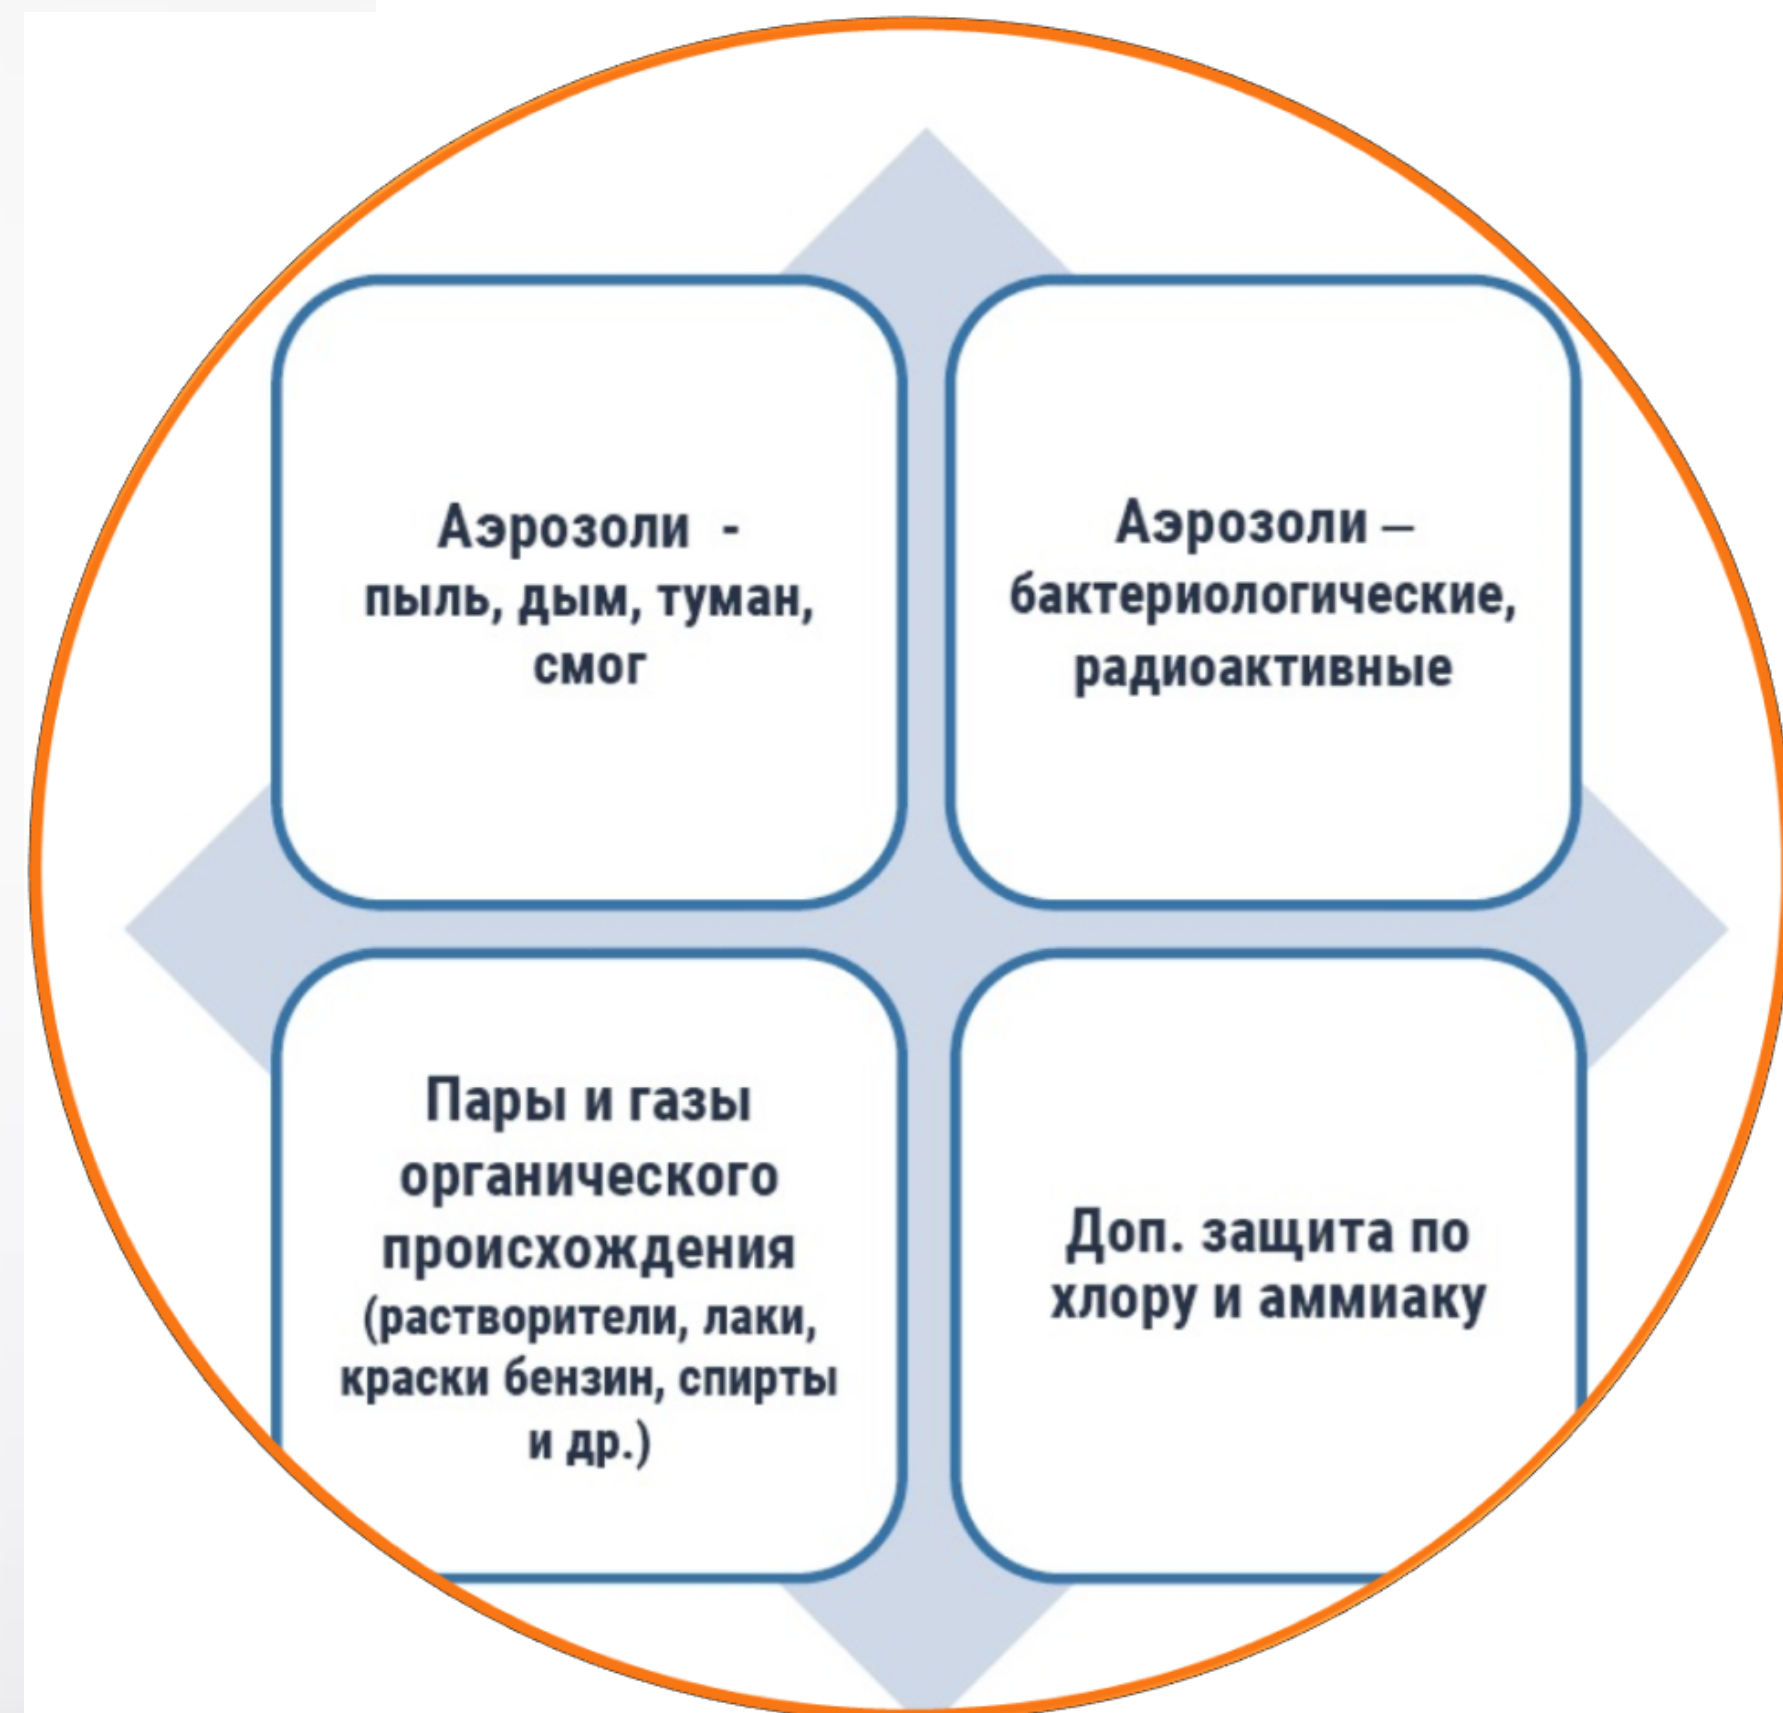 Аэрозоли -
пыль, дым, туман,
смог
Аэрозоли –
бактериологические,
радиоактивные
Пары и газы
органического
происхождения
(растворители, лаки,
краски бензин, спирты
и др.)
Доп. защита по
хлору и аммиаку